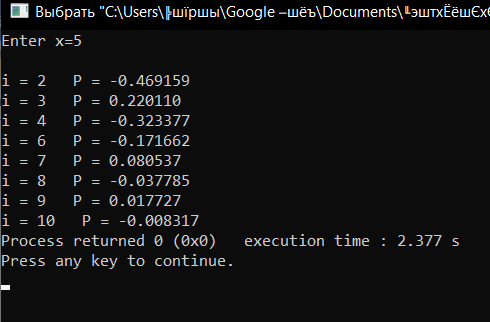 Выбрать "C:\Users\╠шїршы\Google –шёъ\Documents\
Enter x=5
i = 2 P = -0.469159
i = 3 P = 0.220110
i = 4 P = -0.323377
i = 6 P = -0.171662
i = 7 P = 0.080537
i = 8 P = -0.037785
i = 9 P = 0.017727
i = 10 P = -0.008317
Process returned 0 (0x0) execution time : 2.377 s
Press any key to continue.